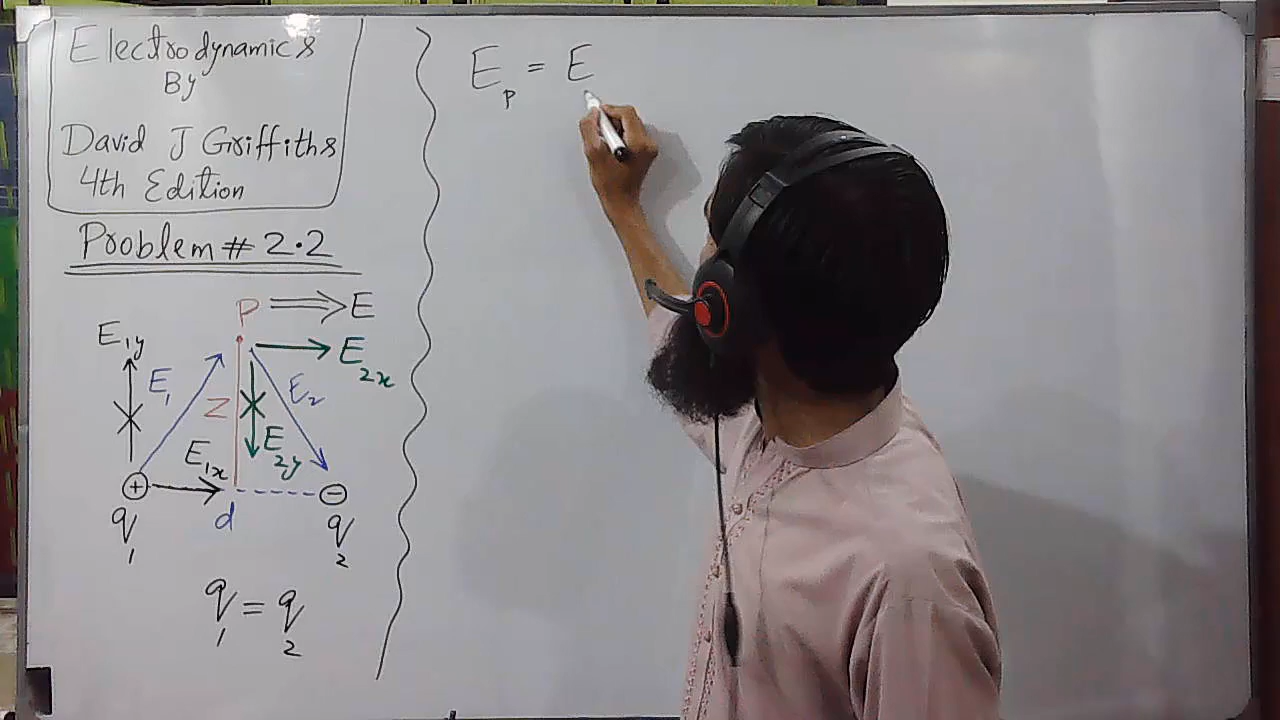 Electrodynamics
By
David J Griffiths
4th Edition
Problem # 2.2
P ⟹ E
E₁y
E₂x
E₁
E₂
Z
E₁x
E₂y
+
−
q₁
d
q₂
q₁ = q₂
Eₚ = E